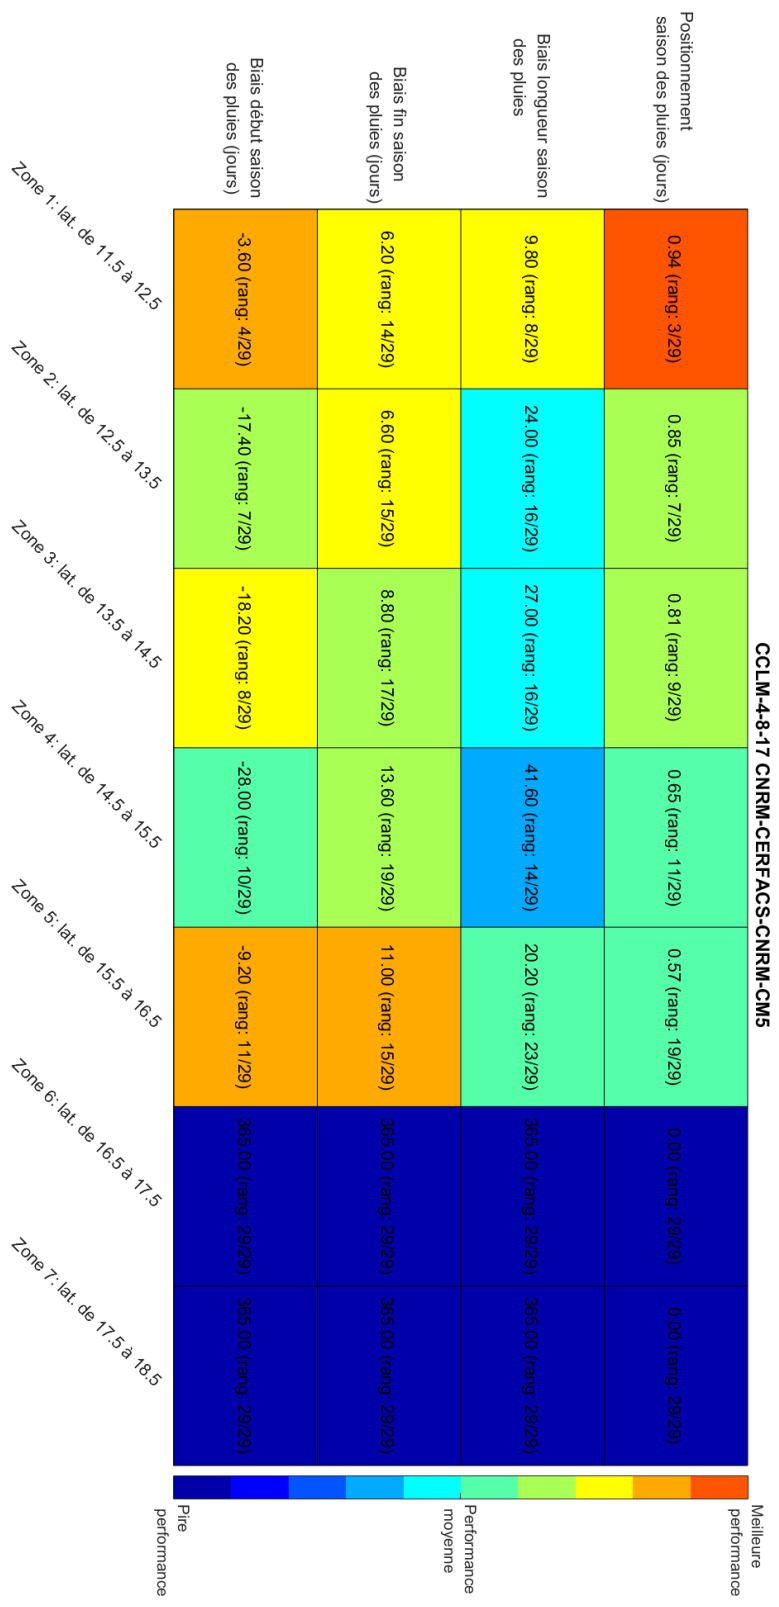 CCLM-4-8-17 CNRM-CERFACS-CNRM-CM5
Positionnement
saison des pluies (jours)
0.94 (rang: 3/29)
0.85 (rang: 7/29)
0.81 (rang: 9/29)
0.65 (rang: 11/29)
0.57 (rang: 19/29)
0.00 (rang: 29/29)
0.00 (rang: 29/29)
Biais longueur saison
des pluies
9.80 (rang: 8/29)
24.00 (rang: 16/29)
27.00 (rang: 16/29)
41.60 (rang: 14/29)
20.20 (rang: 23/29)
365.00 (rang: 29/29)
365.00 (rang: 29/29)
Biais fin saison
des pluies (jours)
6.20 (rang: 14/29)
6.60 (rang: 15/29)
8.80 (rang: 17/29)
13.60 (rang: 19/29)
11.00 (rang: 15/29)
365.00 (rang: 29/29)
365.00 (rang: 29/29)
Biais début saison
des pluies (jours)
-3.60 (rang: 4/29)
-17.40 (rang: 7/29)
-18.20 (rang: 8/29)
-28.00 (rang: 10/29)
-9.20 (rang: 11/29)
365.00 (rang: 29/29)
365.00 (rang: 29/29)
Zone 1: lat. de 11.5 à 12.5
Zone 2: lat. de 12.5 à 13.5
Zone 3: lat. de 13.5 à 14.5
Zone 4: lat. de 14.5 à 15.5
Zone 5: lat. de 15.5 à 16.5
Zone 6: lat. de 16.5 à 17.5
Zone 7: lat. de 17.5 à 18.5
Meilleure
performance
Performance
moyenne
Pire
performance